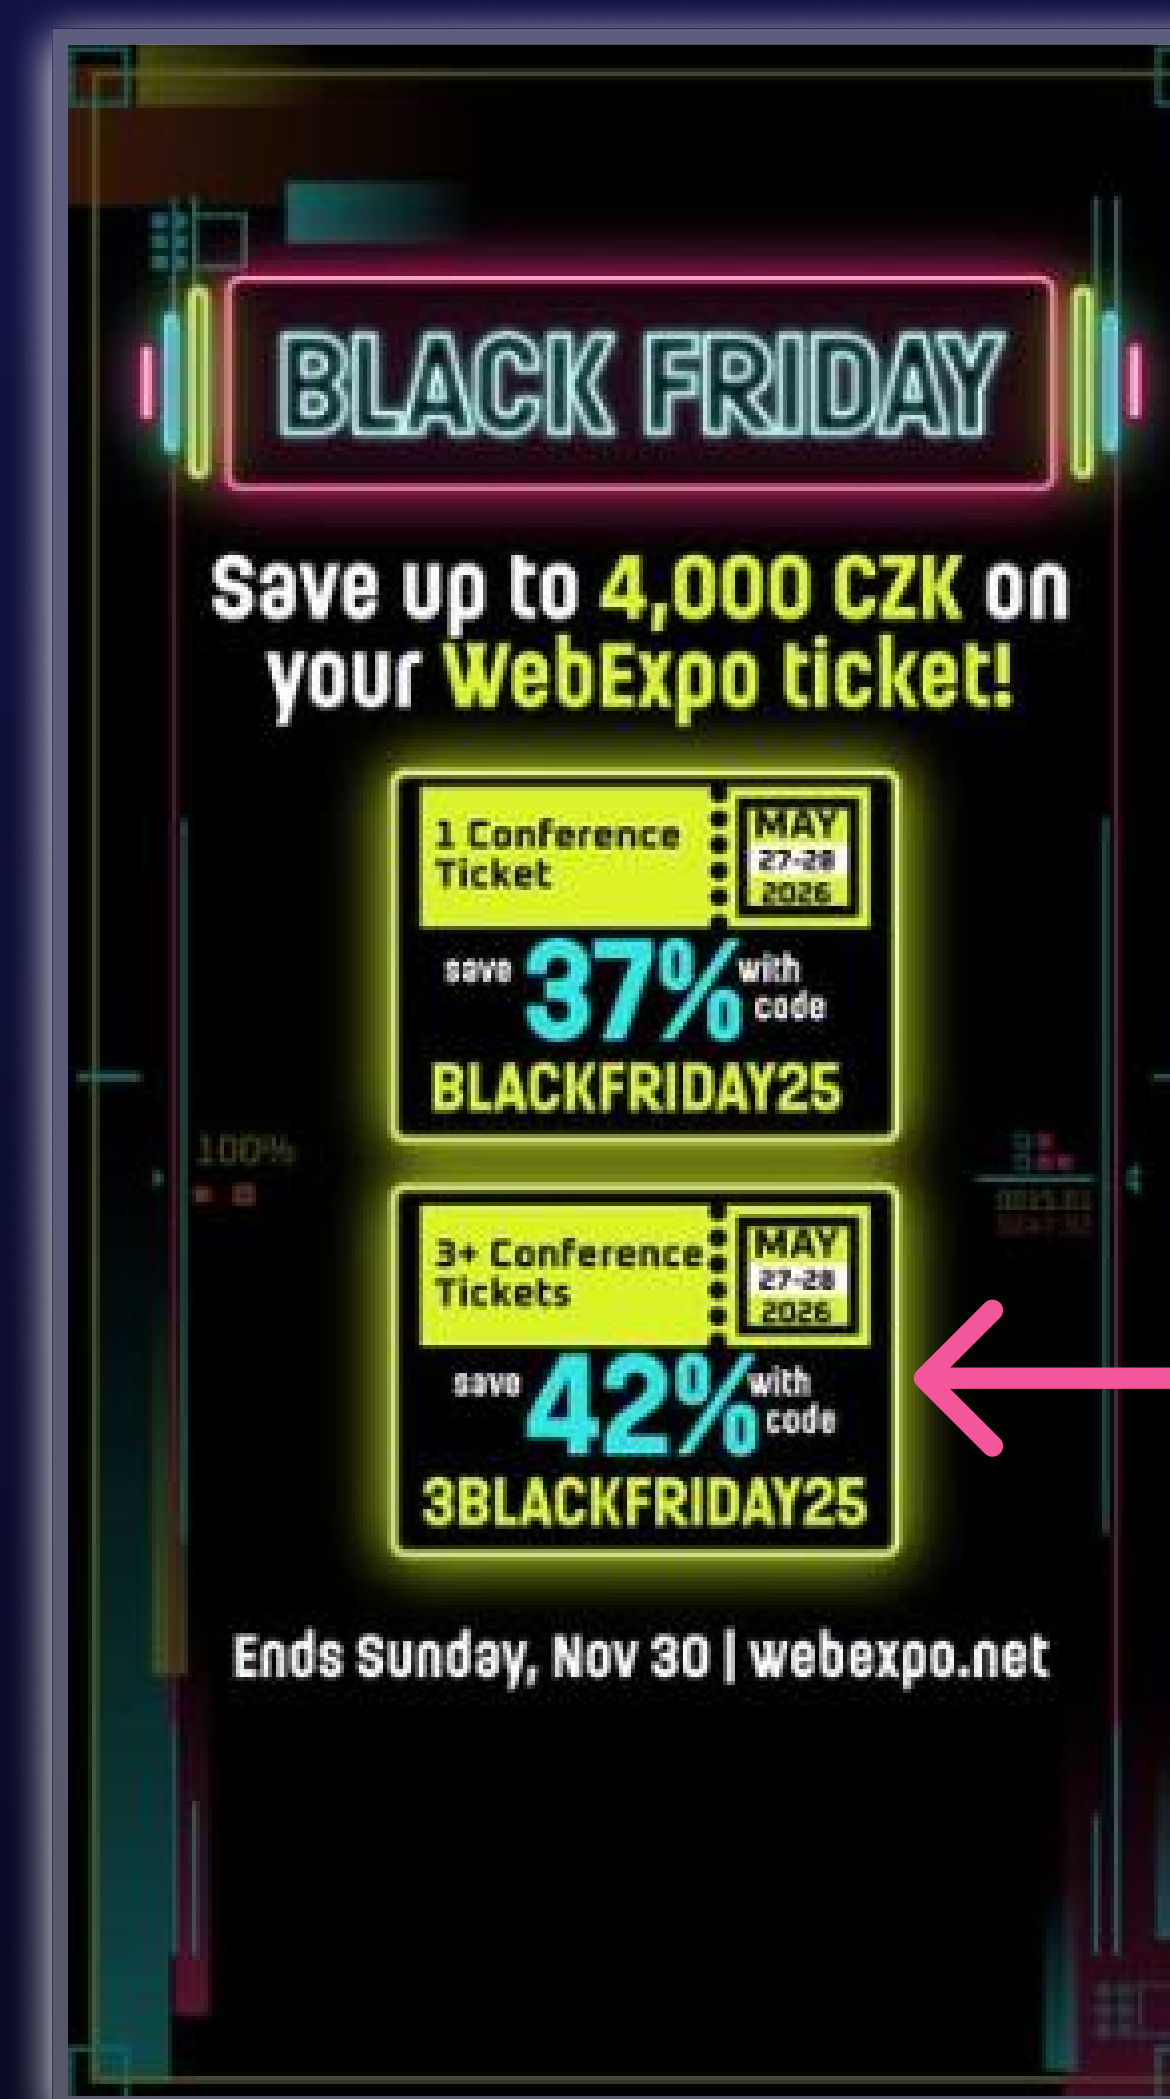 BLACK FRIDAY
Save up to 4,000 CZK on
your WebExpo ticket!
1 Conference
Ticket
MAY
27-28
2026
save 37% with
code
BLACKFRIDAY25
100%
3+ Conference
Tickets
MAY
27-28
2026
save 42% with
code
3BLACKFRIDAY25
Ends Sunday, Nov 30 | webexpo.net